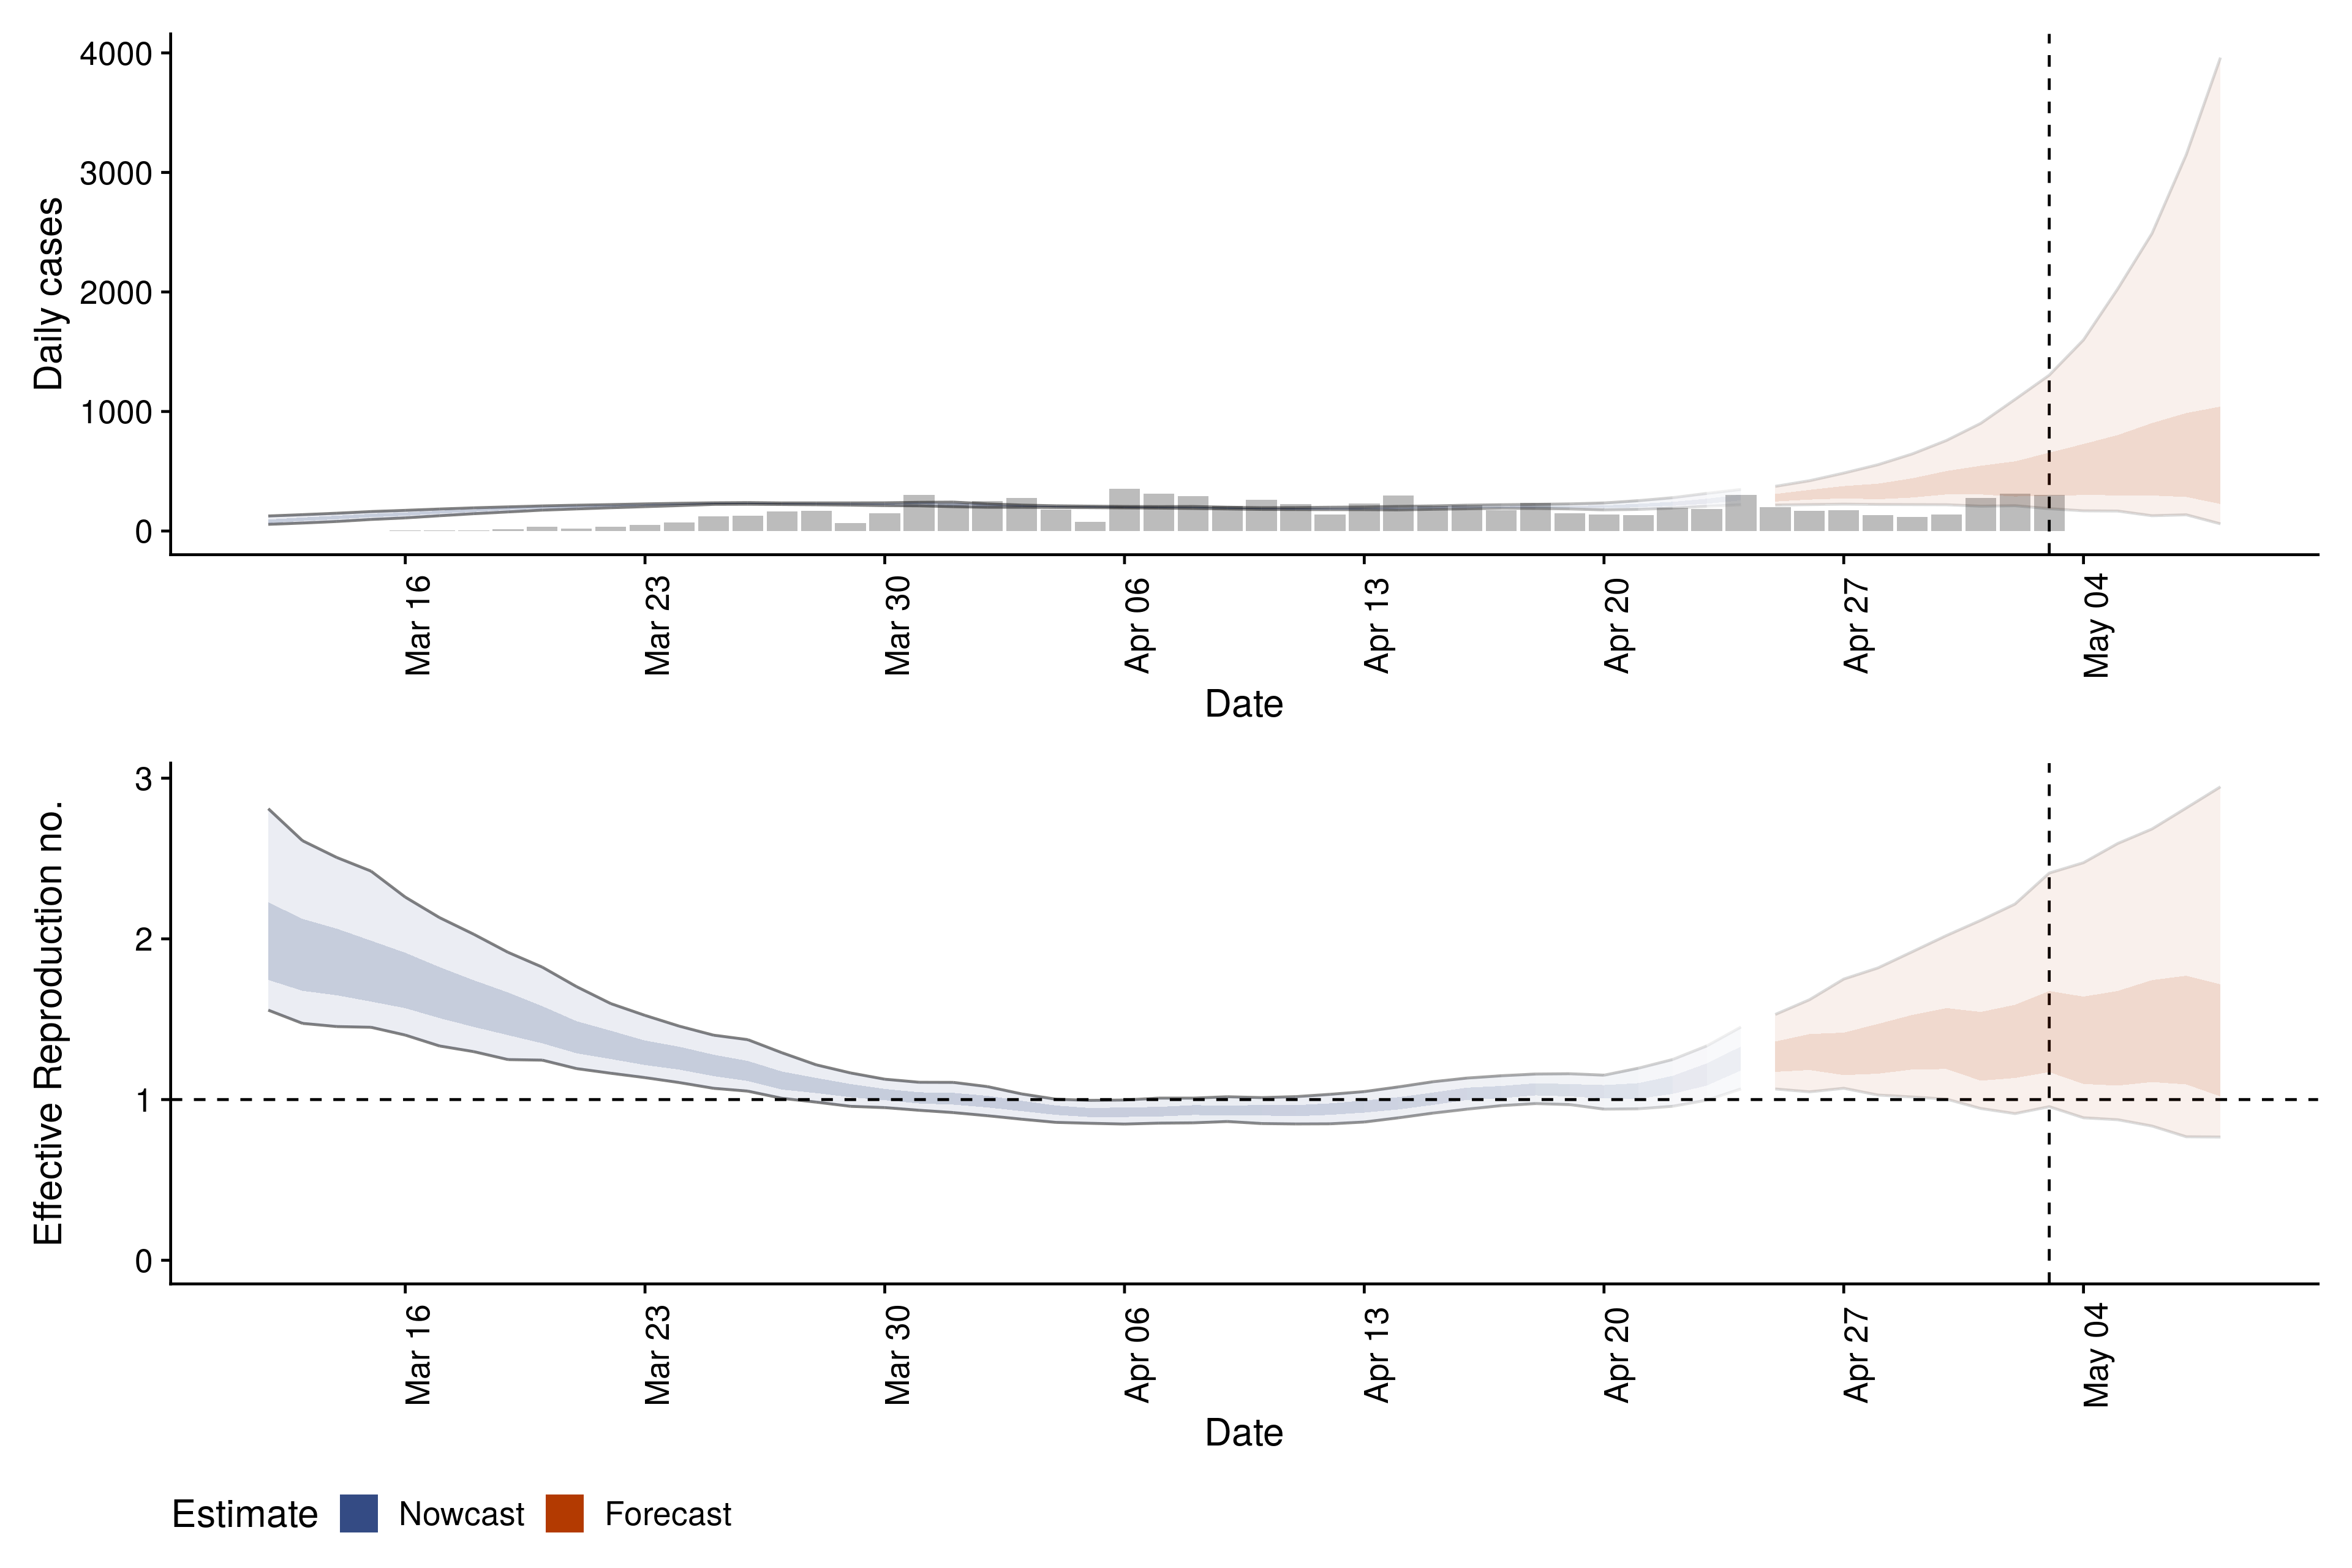 4000
3000
2000
1000
0
Daily cases
Mar 16
Mar 23
Mar 30
Apr 06
Apr 13
Apr 20
Apr 27
May 04
Date
3
2
1
0
Effective Reproduction no.
Mar 16
Mar 23
Mar 30
Apr 06
Apr 13
Apr 20
Apr 27
May 04
Date
Estimate Nowcast Forecast